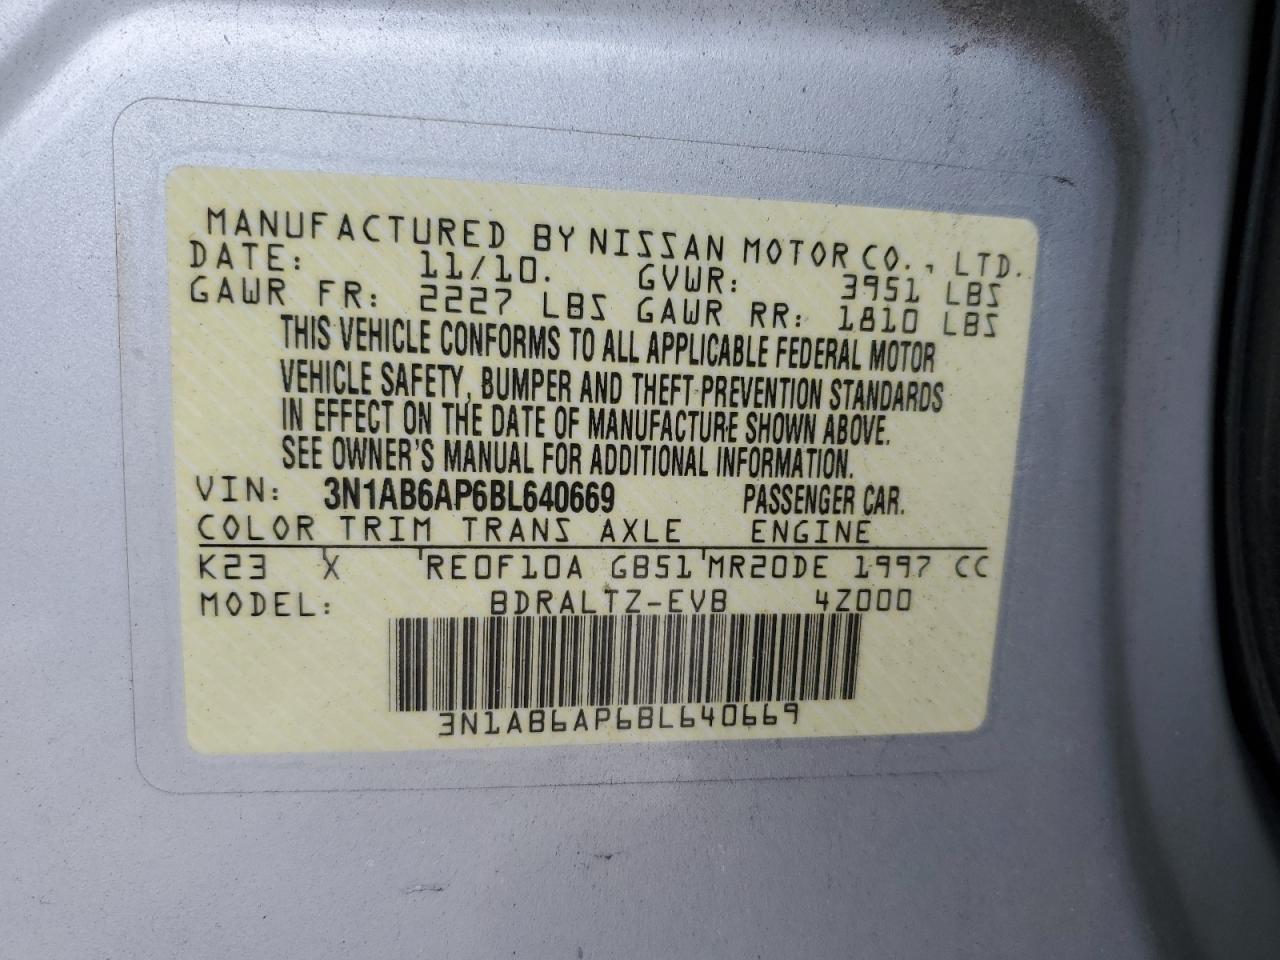 MANUFACTURED BY NISSAN MOTOR CO., LTD.
DATE: 11/10. GVWR: 3951 LBS
GAWR FR: 2227 LBS GAWR RR: 1810 LBS
THIS VEHICLE CONFORMS TO ALL APPLICABLE FEDERAL MOTOR
VEHICLE SAFETY, BUMPER AND THEFT PREVENTION STANDARDS
IN EFFECT ON THE DATE OF MANUFACTURE SHOWN ABOVE.
SEE OWNER'S MANUAL FOR ADDITIONAL INFORMATION.
VIN: 3N1AB6AP6BL640669 PASSENGER CAR.
COLOR TRIM TRANS AXLE ENGINE
K23 X RE0F10A GB51 MR20DE 1997 CC
MODEL: BDRALTZ-EVB 4Z000
3N1AB6AP6BL640669